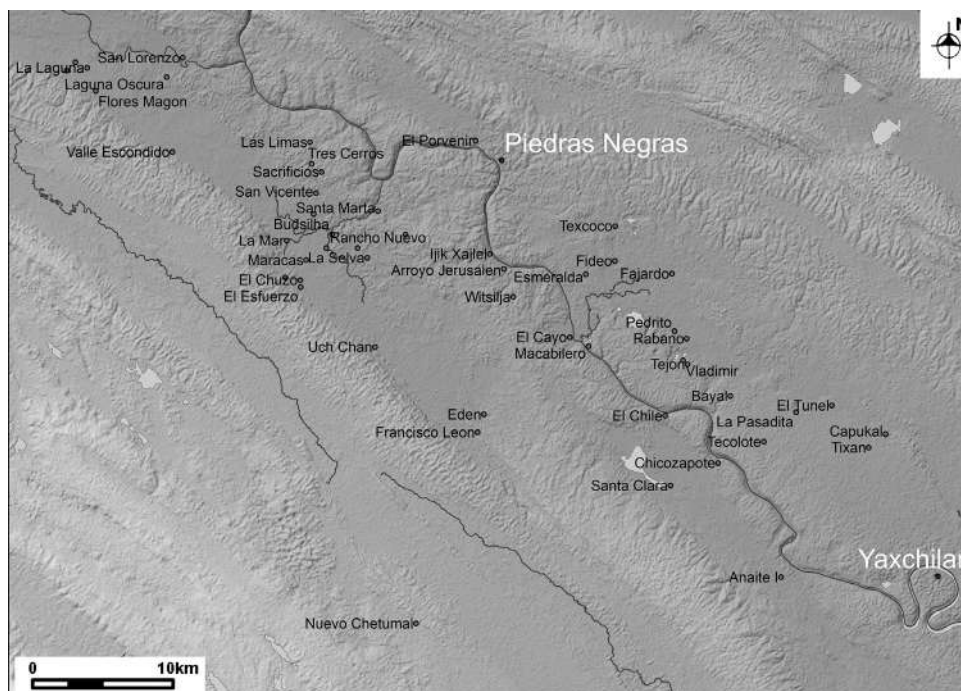 N
San Lorenzo
La Laguna
Laguna Oscura
Flores Magon
Las Limas
El Porvenir
Piedras Negras
Valle Escondido
Tres Cerros
Sacrificios
San Vicente
Santa Marta
Budsilha
Texcoco
La Mar
Rancho Nuevo
Maracas
La Selva
Ijik Xajlel
Fideo
Arroyo Jerusalen
Esmeralda
Fajardo
El Chuzo
El Esfuerzo
Witsilja
Pedrito
El Cayo
Rabano
Uch Chan
Macabilero
Tejon
Vladimir
Bayal
El Tunel
Eden
El Chile
La Pasadita
Francisco Leon
Capukal
Tecolote
Tixan
Chicozapote
Santa Clara
Yaxchilan
Anaite I
Nuevo Chetumal
0 10km